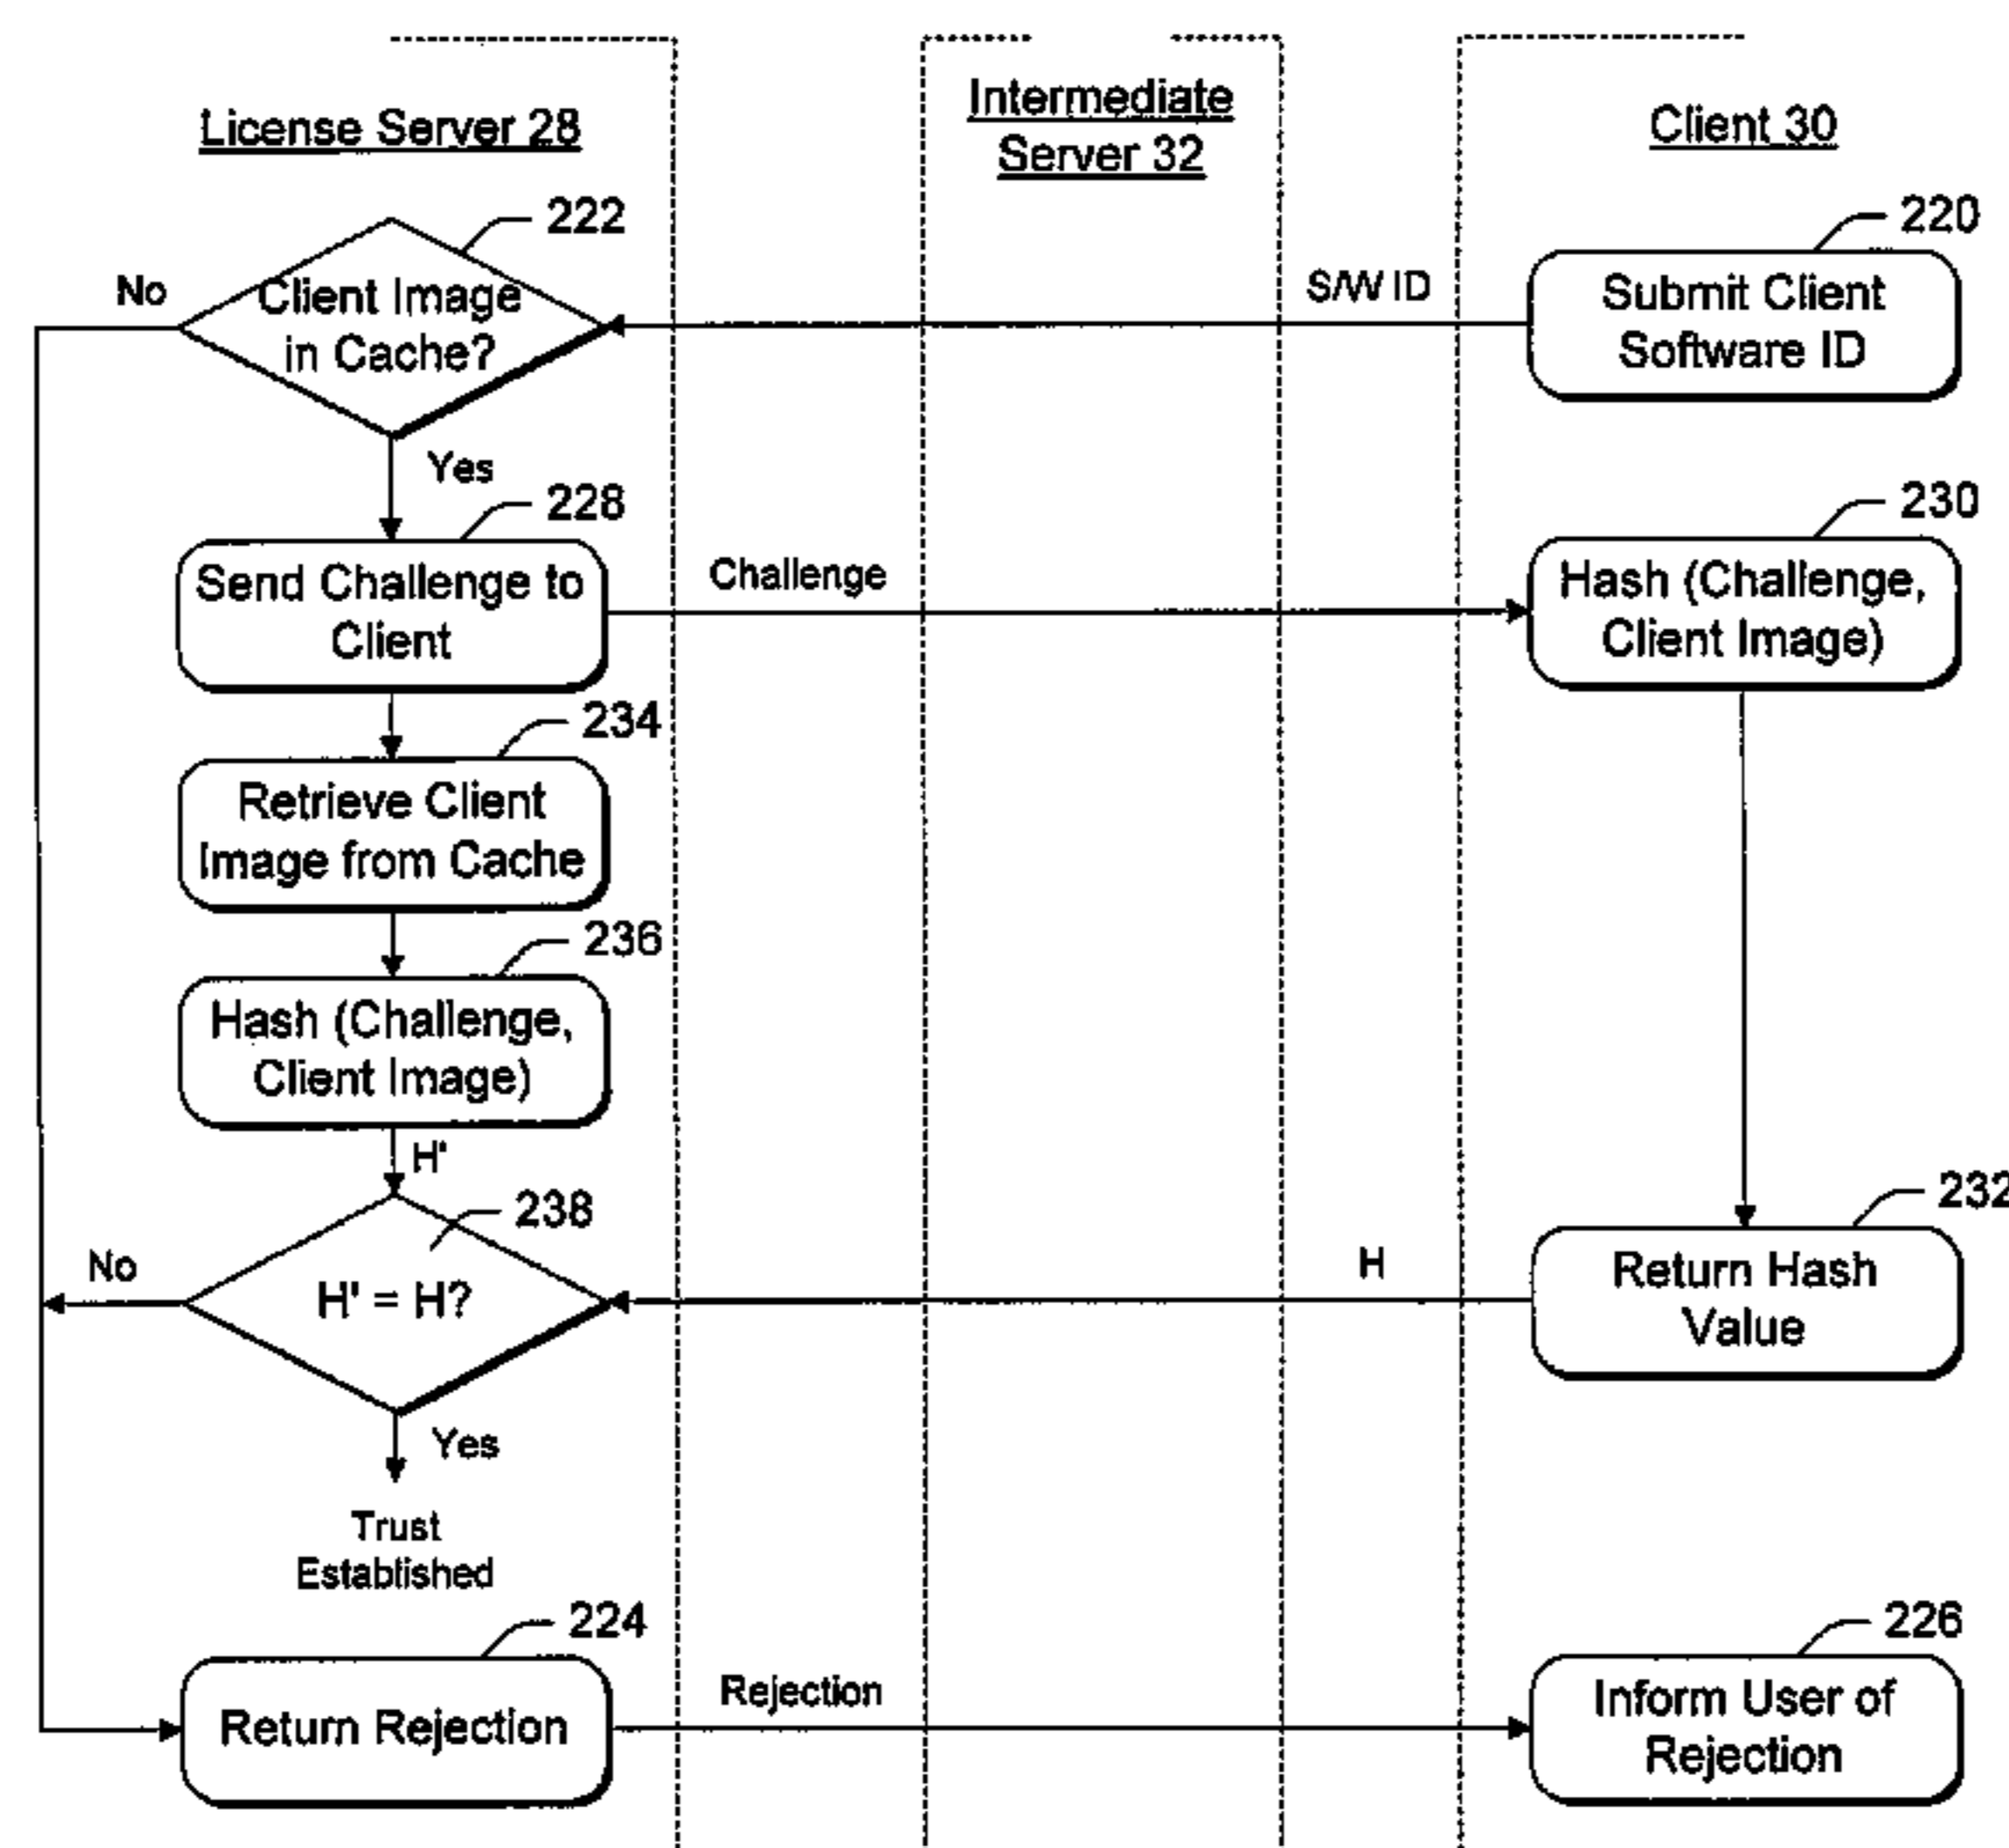 License Server 28
Intermediate
Server 32
Client 30
222
220
No
Client Image
in Cache?
S/W ID
Submit Client
Software ID
Yes
228
230
Send Challenge to
Client
Challenge
Hash (Challenge,
Client Image)
234
Retrieve Client
Image from Cache
236
Hash (Challenge,
Client Image)
H'
238
232
No
H' = H?
H
Return Hash
Value
Yes
Trust
Established
224
226
Return Rejection
Rejection
Inform User of
Rejection